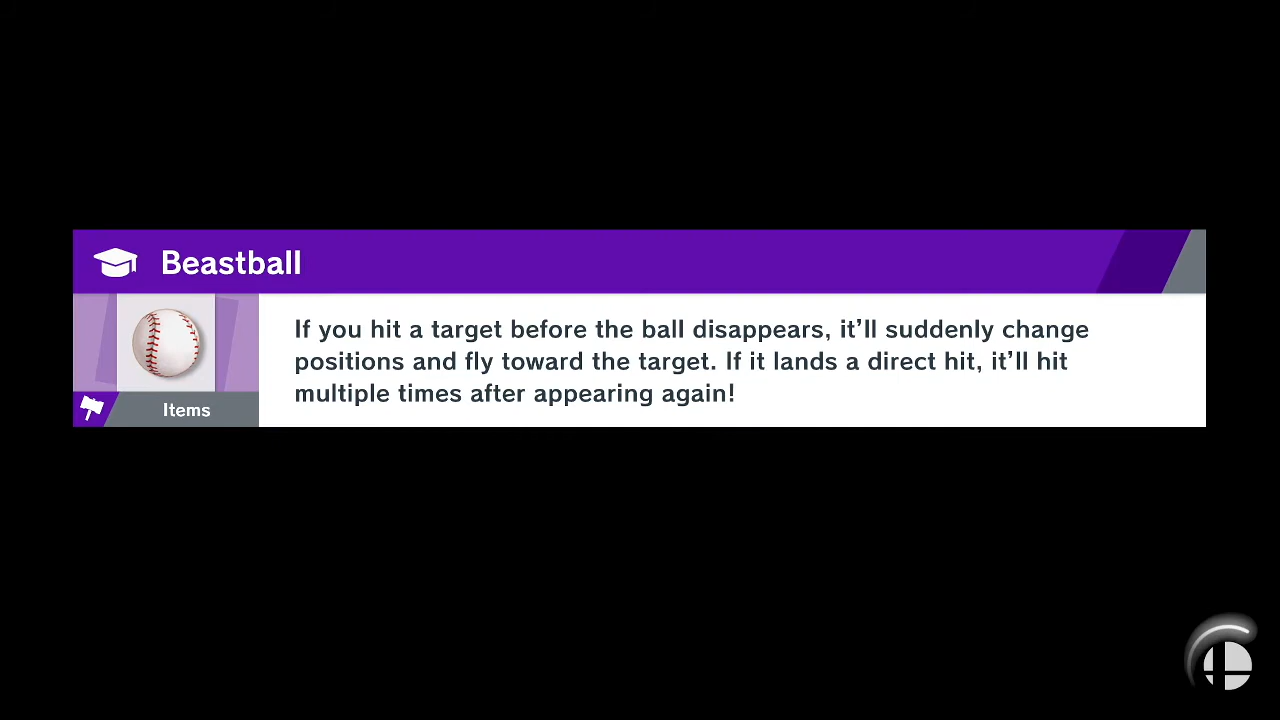 Beastball
If you hit a target before the ball disappears, it’ll suddenly change
positions and fly toward the target. If it lands a direct hit, it’ll hit
multiple times after appearing again!
Items